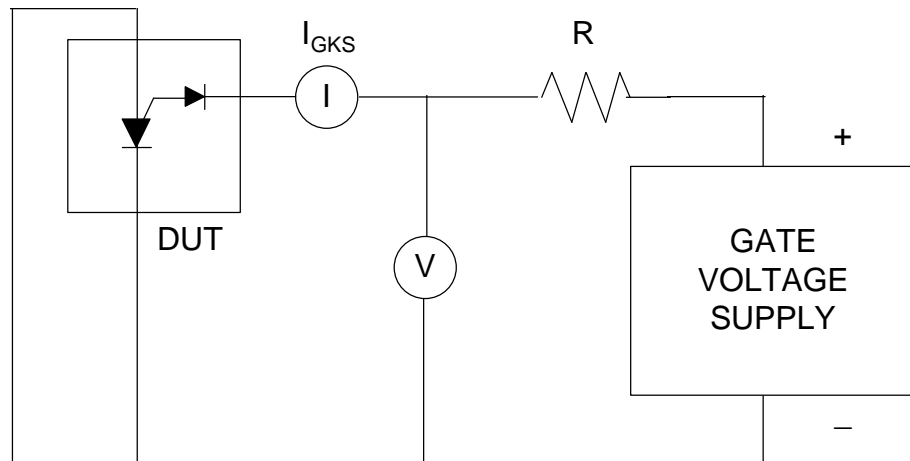 I_GKS
R
I
+
DUT
V
GATE
VOLTAGE
SUPPLY
–